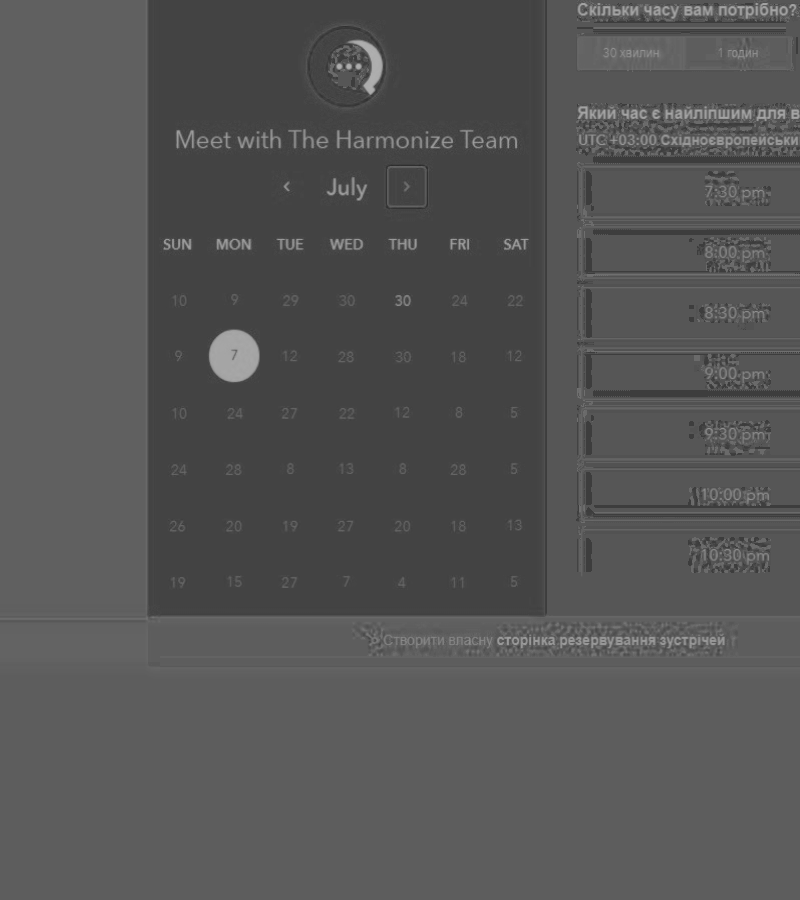 Meet with The Harmonize Team
July
SUN MON TUE WED THU FRI SAT
10 9 29 30 30 24 22
9 7 12 28 30 18 12
10 24 27 22 12 8 5
24 28 8 13 8 28 5
26 20 19 27 20 18 13
19 15 27 7 4 11 5
Скільки часу вам потрібно?
30 хвилин 1 годин
Який час є найліпшим для в
UTC +03:00 Східноєвропейськи
7:30 pm
8:00 pm
8:30 pm
9:00 pm
9:30 pm
10:00 pm
10:30 pm
Створити власну сторінка резервування зустрічей